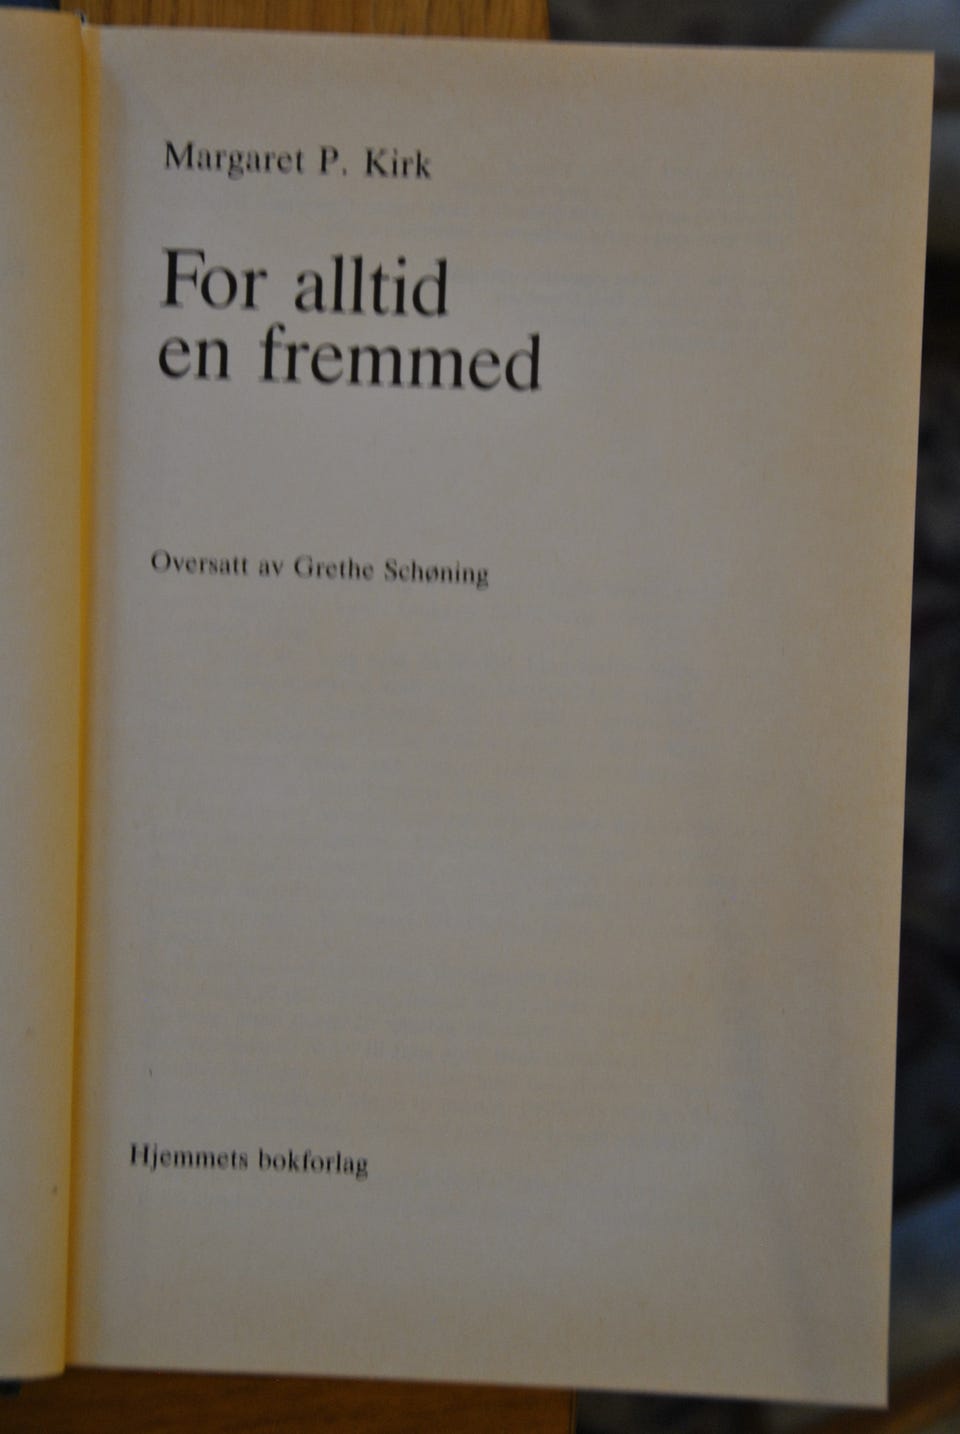 Margaret P. Kirk
For alltid
en fremmed
Oversatt av Grethe Schøning
Hjemmets bokforlag